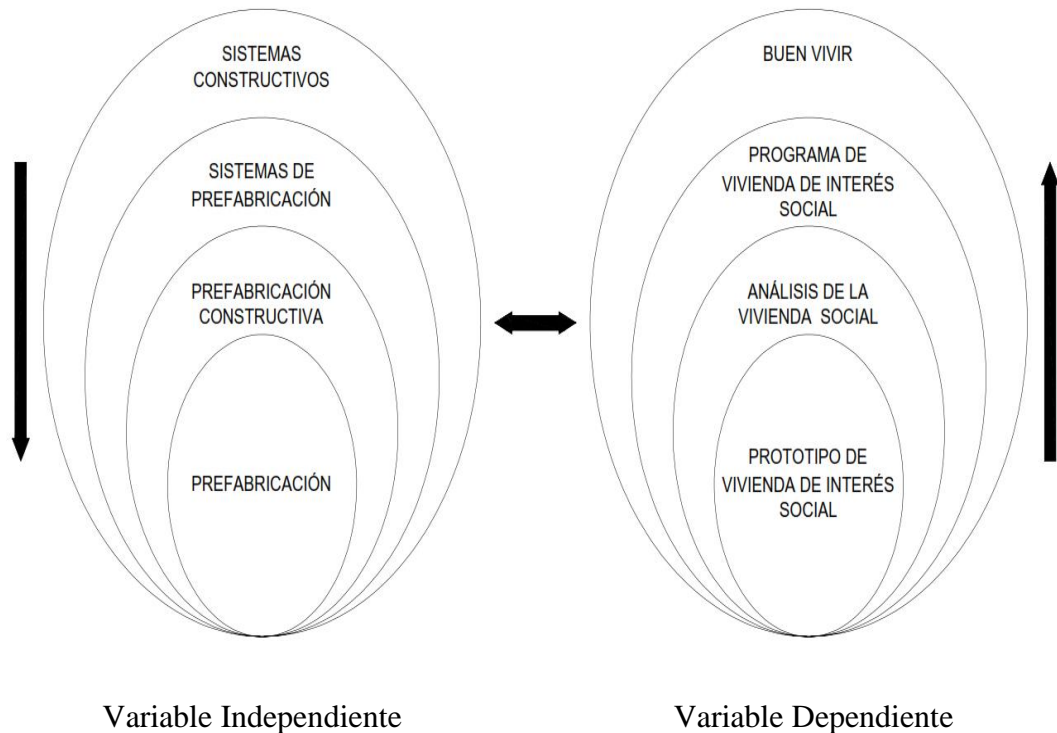 SISTEMAS
CONSTRUCTIVOS
SISTEMAS DE
PREFABRICACIÓN
PREFABRICACIÓN
CONSTRUCTIVA
PREFABRICACIÓN
BUEN VIVIR
PROGRAMA DE
VIVIENDA DE INTERÉS
SOCIAL
ANÁLISIS DE LA
VIVIENDA SOCIAL
PROTOTIPO DE
VIVIENDA DE INTERÉS
SOCIAL
Variable Independiente
Variable Dependiente